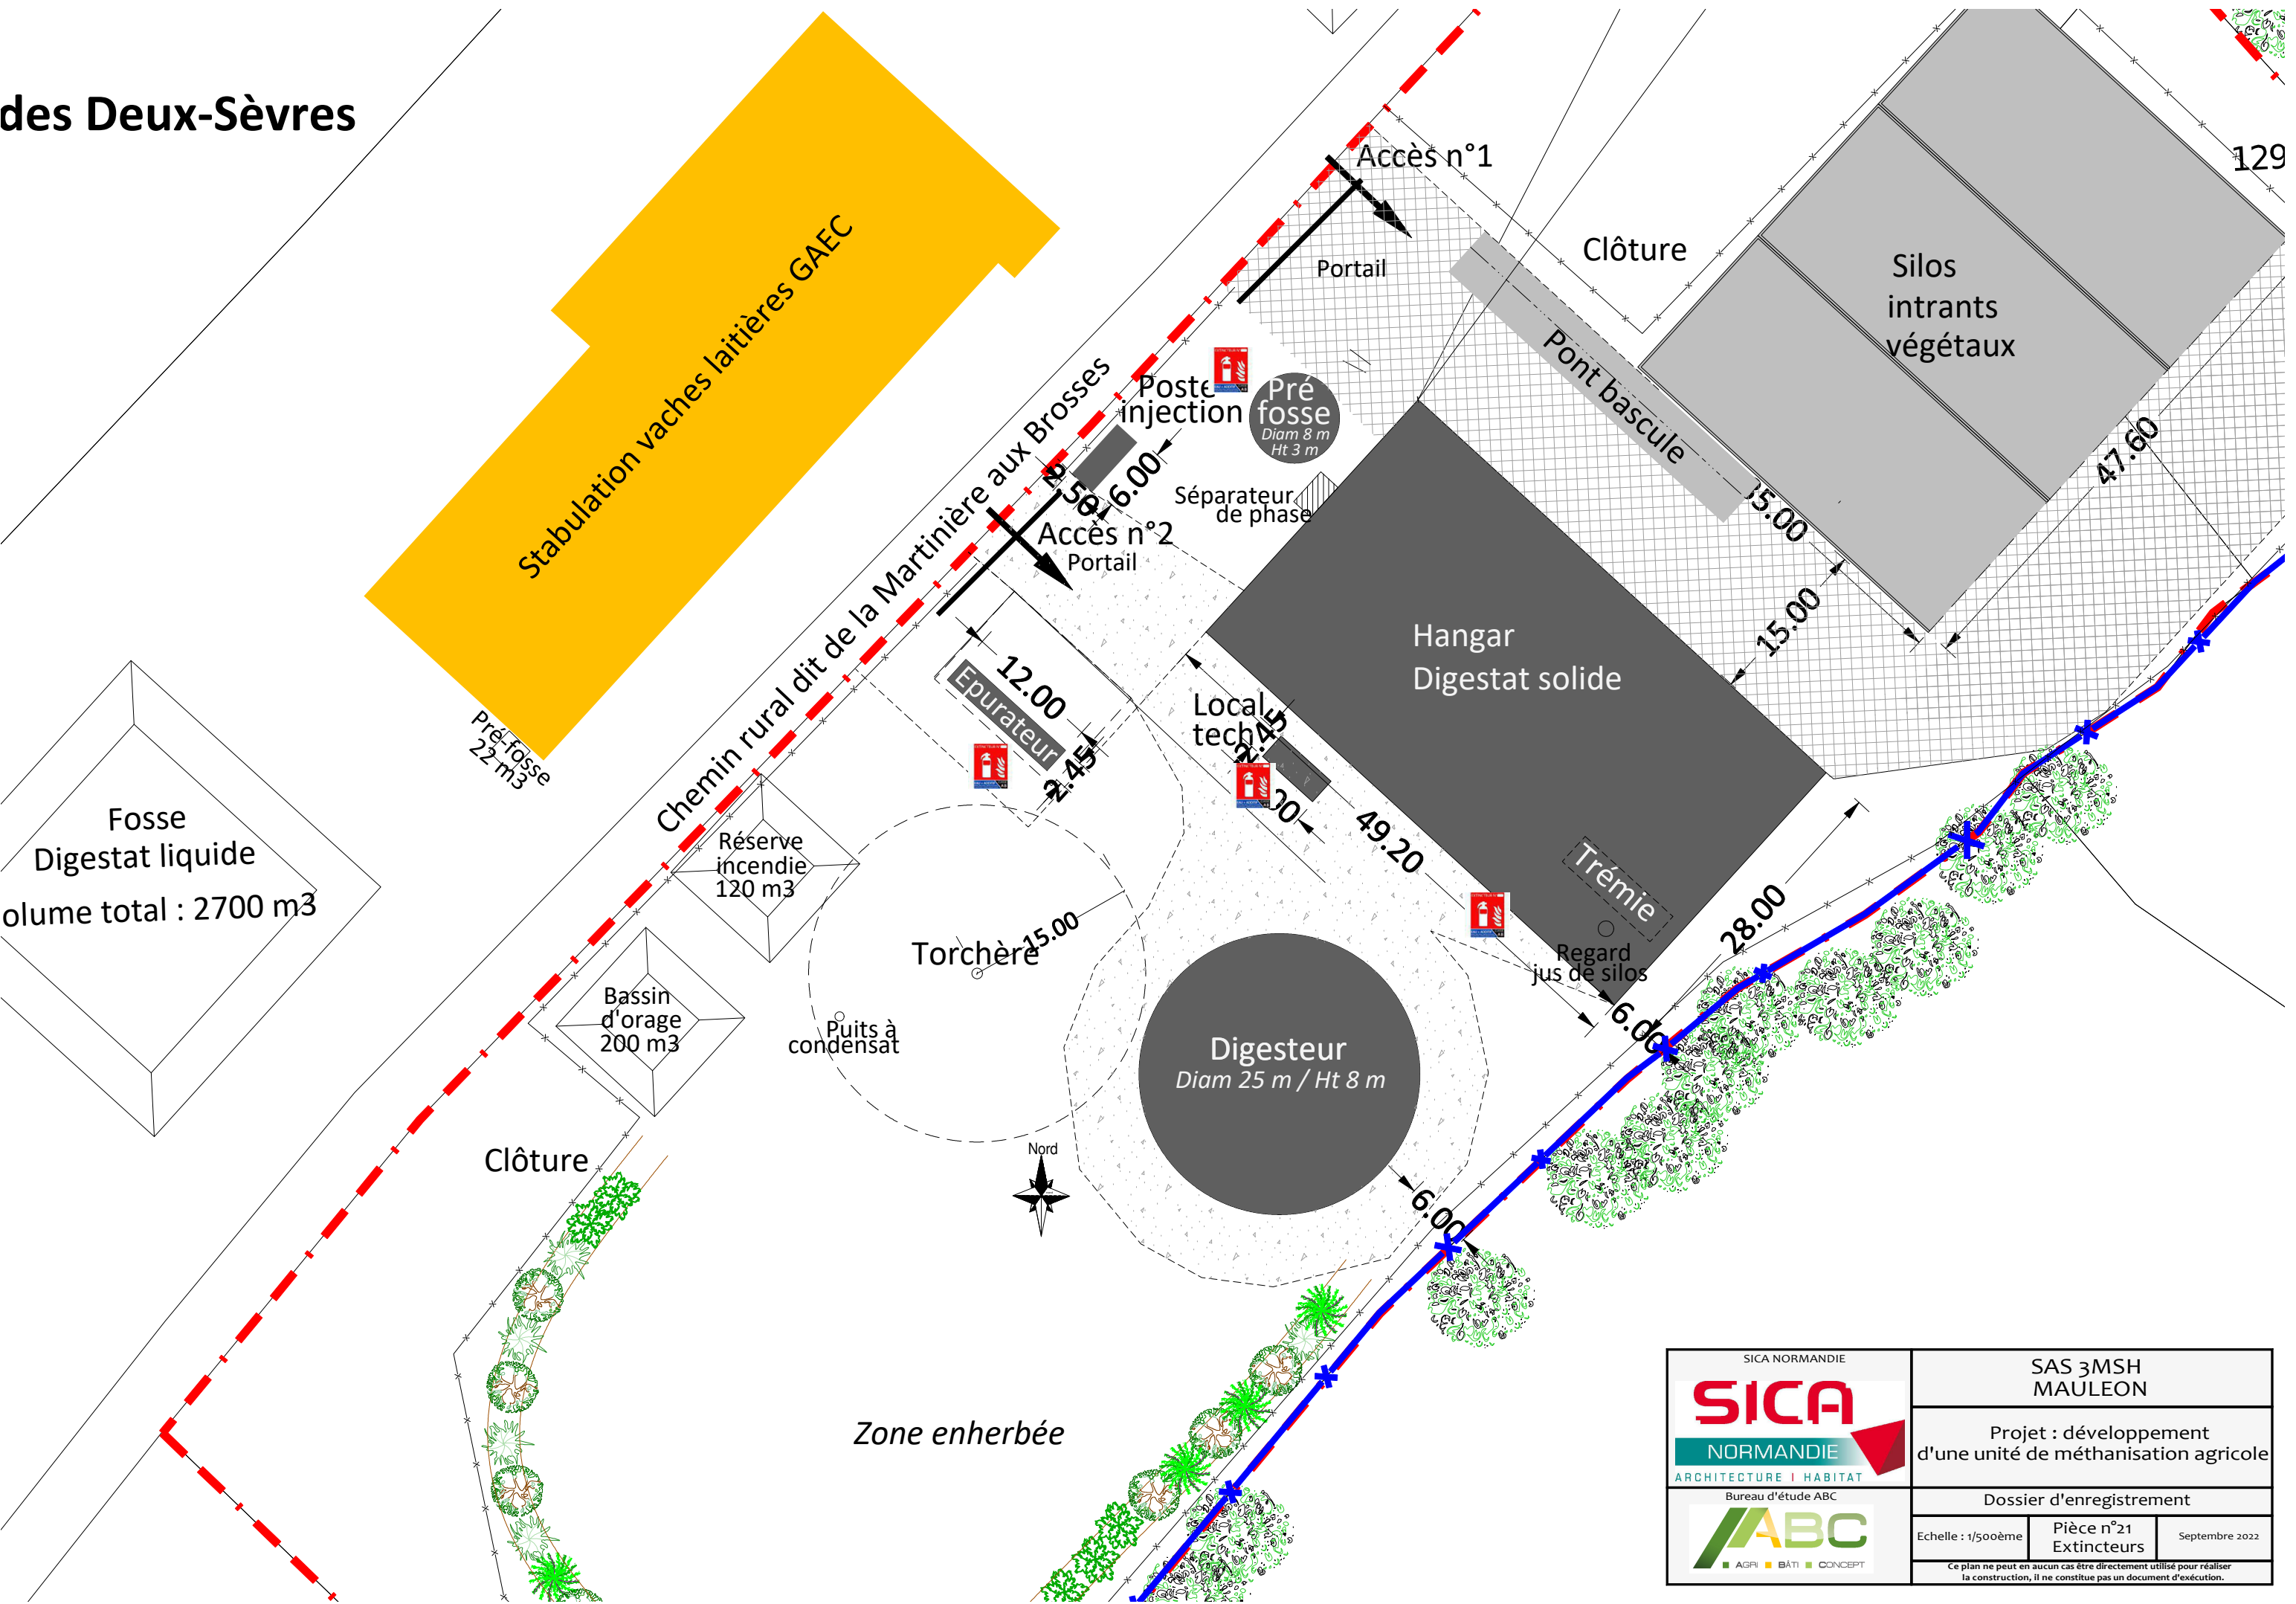 des Deux-Sèvres
Stabulation vaches laitières GAEC
Chemin rural dit de la Martinière aux Brosses
Accès n°1
Portail
Clôture
129
Silos
intrants
végétaux
Pont bascule
47.60
35.00
15.00
Poste
injection
Pré
fosse
Diam 8 m
Ht 3 m
2.50
6.00
Séparateur
de phase
Accès n°2
Portail
Hangar
Digestat solide
12.00
Epurateur
2.45
Local
tech
2.45
49.20
Trémie
Regard
jus de silos
28.00
6.00
Pré-fosse
22 m3
Fosse
Digestat liquide
olume total : 2700 m3
Réserve
incendie
120 m3
Torchère
15.00
Bassin
d'orage
200 m3
Puits à
condensat
Digesteur
Diam 25 m / Ht 8 m
6.00
Clôture
Nord
Zone enherbée
SICA NORMANDIE
SICA
NORMANDIE
ARCHITECTURE | HABITAT
SAS 3MSH
MAULEON
Projet : développement
d'une unité de méthanisation agricole
Bureau d'étude ABC
ABC
AGRI BÂTI CONCEPT
Dossier d'enregistrement
Echelle : 1/500ème
Pièce n°21
Extincteurs
Septembre 2022
Ce plan ne peut en aucun cas être directement utilisé pour réaliser
la construction, il ne constitue pas un document d'exécution.